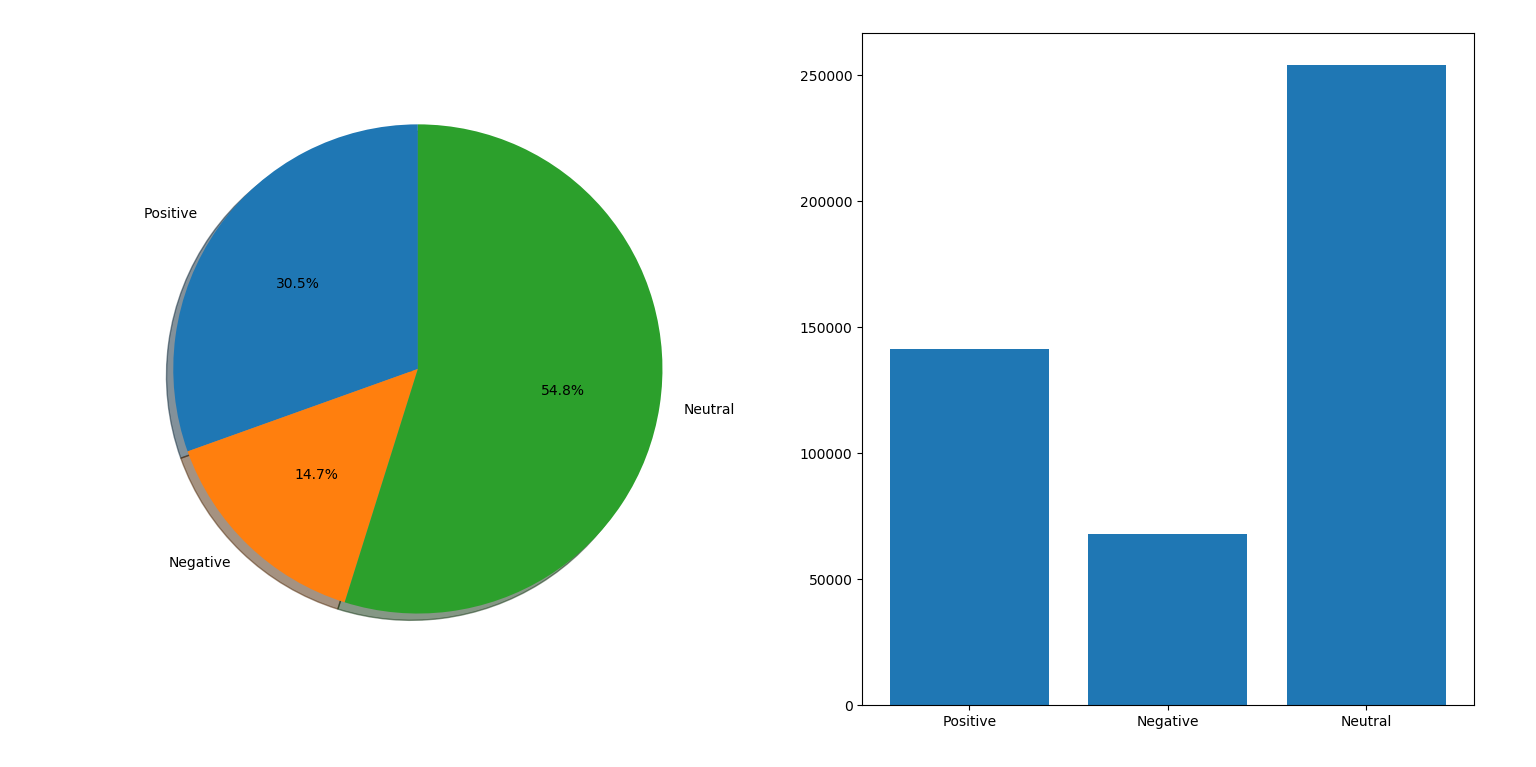 Positive
30.5%
54.8%
Neutral
14.7%
Negative
250000
200000
150000
100000
50000
0
Positive Negative Neutral